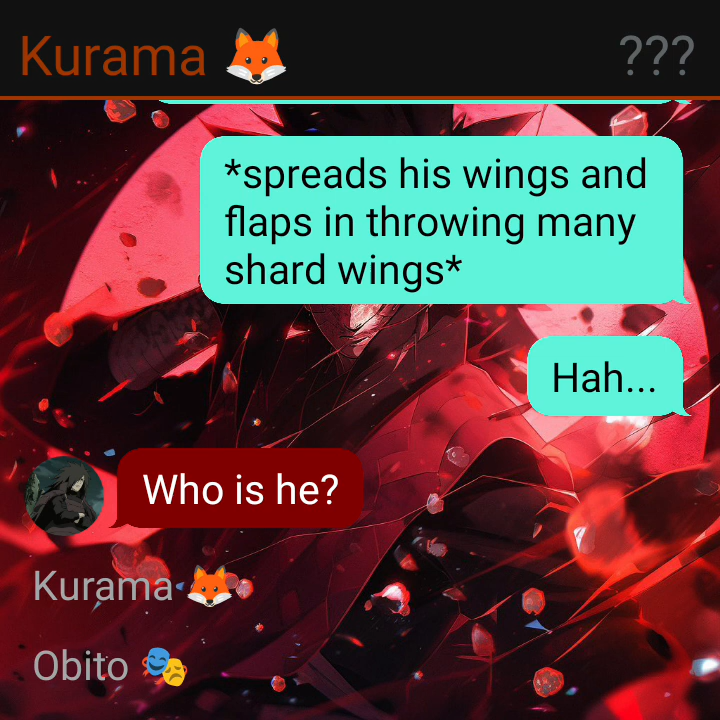 Kurama 🦊 ???
*spreads his wings and
flaps in throwing many
shard wings*
Hah...
Who is he?
Kurama 🦊
Obito 🎭